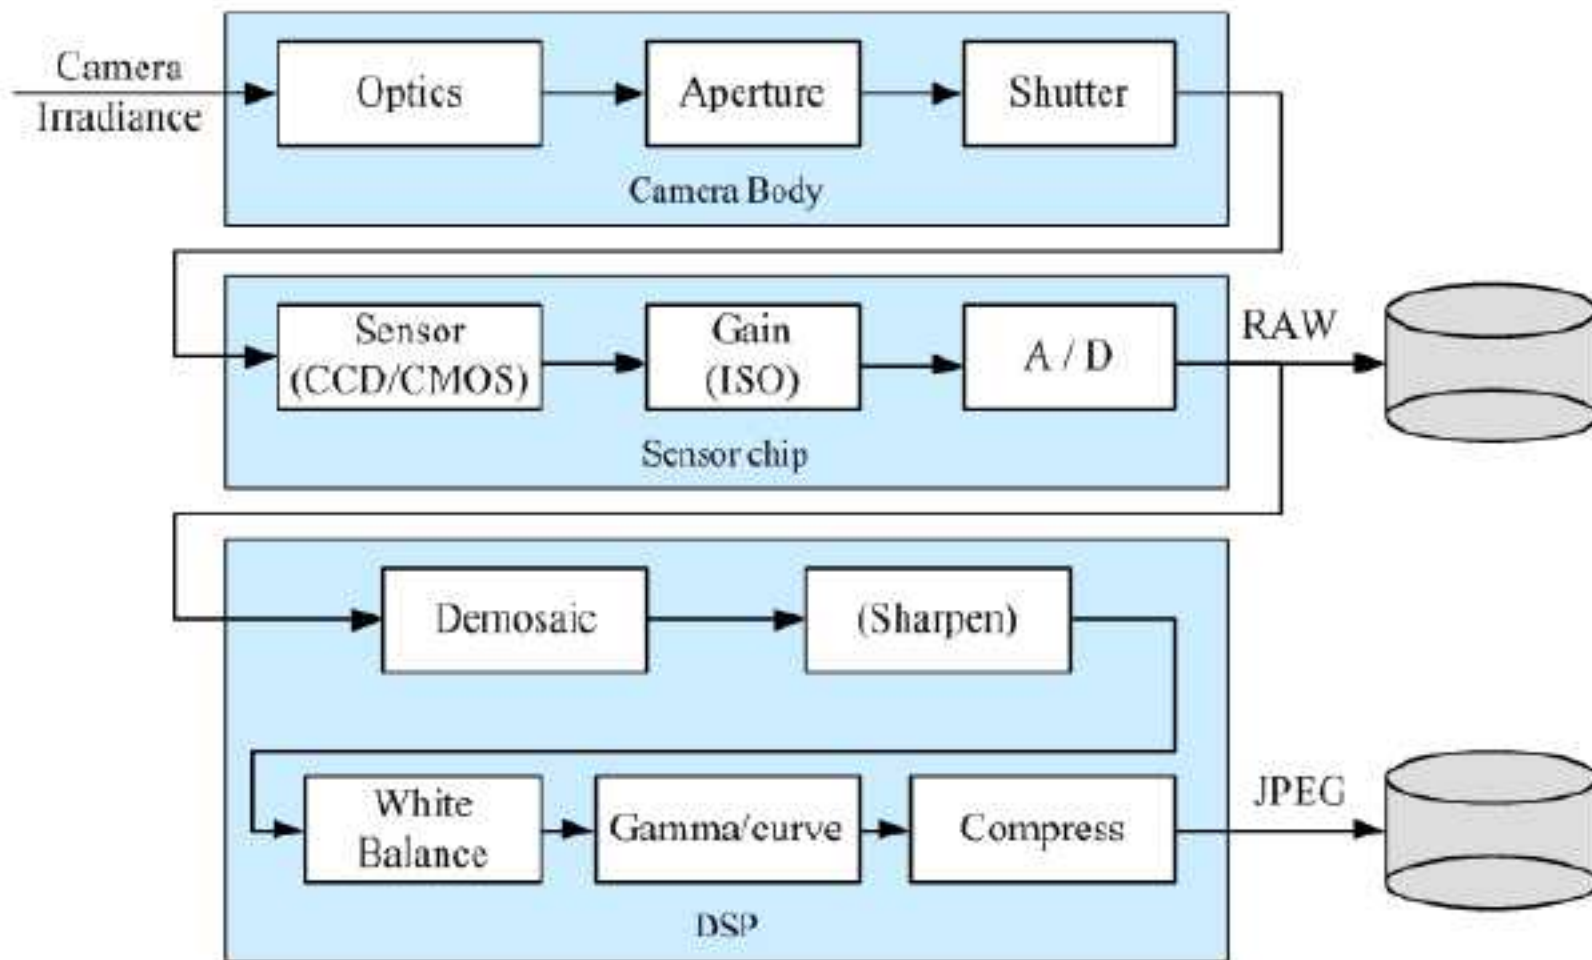 Camera
Irradiance
Optics
Aperture
Shutter
Camera Body
Sensor
(CCD/CMOS)
Gain
(ISO)
A / D
RAW
Sensor chip
Demosaic
(Sharpen)
White
Balance
Gamma/curve
Compress
JPEG
DSP